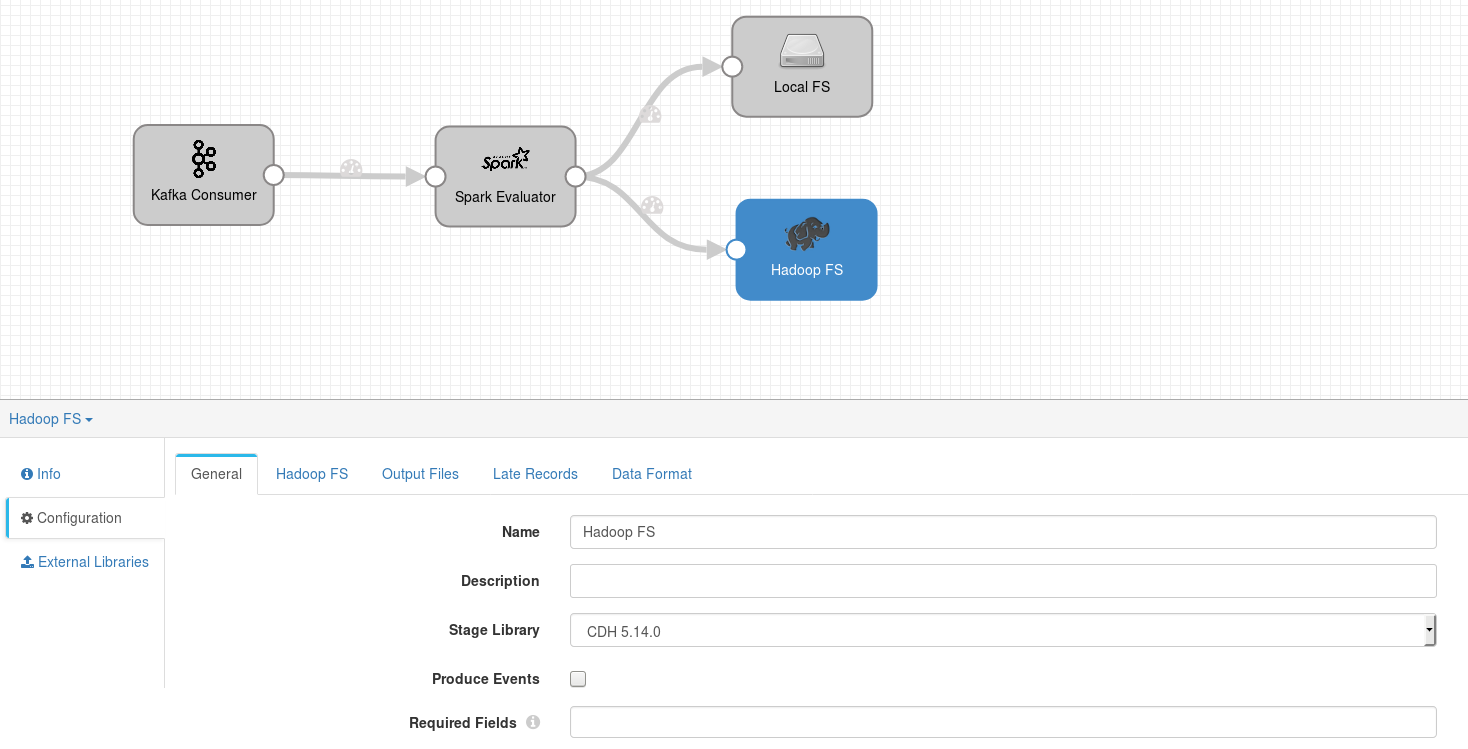 Local FS
Kafka Consumer
Spark
Spark Evaluator
Hadoop FS
Hadoop FS
Info
Configuration
External Libraries
General Hadoop FS Output Files Late Records Data Format
Name Hadoop FS
Description
Stage Library CDH 5.14.0
Produce Events
Required Fields